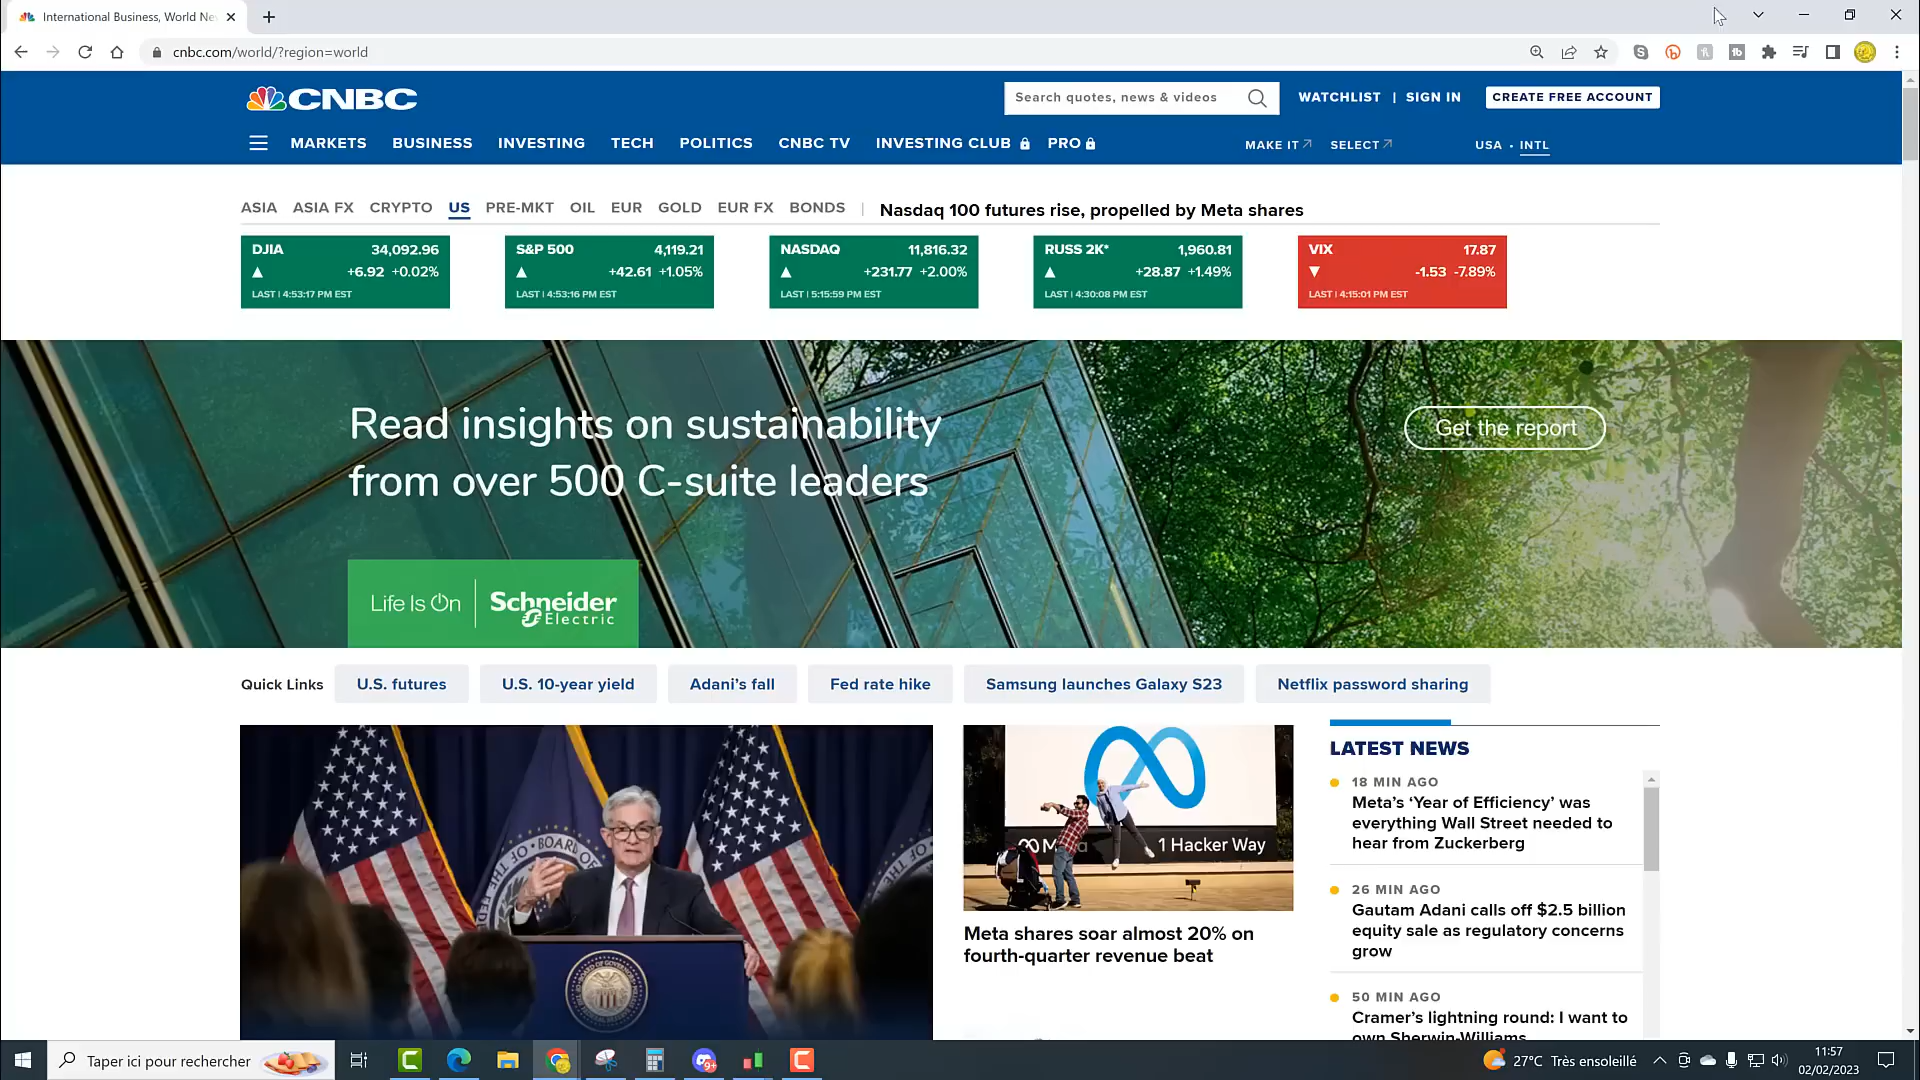 International Business, World Ne
cnbc.com/world/?region=world
CNBC
Search quotes, news & videos
WATCHLIST | SIGN IN
CREATE FREE ACCOUNT
MARKETS BUSINESS INVESTING TECH POLITICS CNBC TV INVESTING CLUB PRO
MAKE IT SELECT
USA • INTL
ASIA ASIA FX CRYPTO US PRE-MKT OIL EUR GOLD EUR FX BONDS | Nasdaq 100 futures rise, propelled by Meta shares
DJIA 34,092.96
▲ +6.92 +0.02%
LAST | 4:53:17 PM EST
S&P 500 4,119.21
▲ +42.61 +1.05%
LAST | 4:53:16 PM EST
NASDAQ 11,816.32
▲ +231.77 +2.00%
LAST | 5:15:59 PM EST
RUSS 2K* 1,960.81
▲ +28.87 +1.49%
LAST | 4:30:08 PM EST
VIX 17.87
▼ -1.53 -7.89%
LAST | 4:15:01 PM EST
Read insights on sustainability
from over 500 C-suite leaders
Get the report
Life Is On | Schneider
Electric
Quick Links U.S. futures U.S. 10-year yield Adani's fall Fed rate hike Samsung launches Galaxy S23 Netflix password sharing
BOARD OF
1 Hacker Way
BOARD OF GOVERNORS
Meta shares soar almost 20% on
fourth-quarter revenue beat
LATEST NEWS
18 MIN AGO
Meta's ‘Year of Efficiency’ was
everything Wall Street needed to
hear from Zuckerberg
26 MIN AGO
Gautam Adani calls off $2.5 billion
equity sale as regulatory concerns
grow
50 MIN AGO
Cramer's lightning round: I want to
own Sherwin-Williams
Taper ici pour rechercher
9+
27°C Très ensoleillé
11:57
02/02/2023